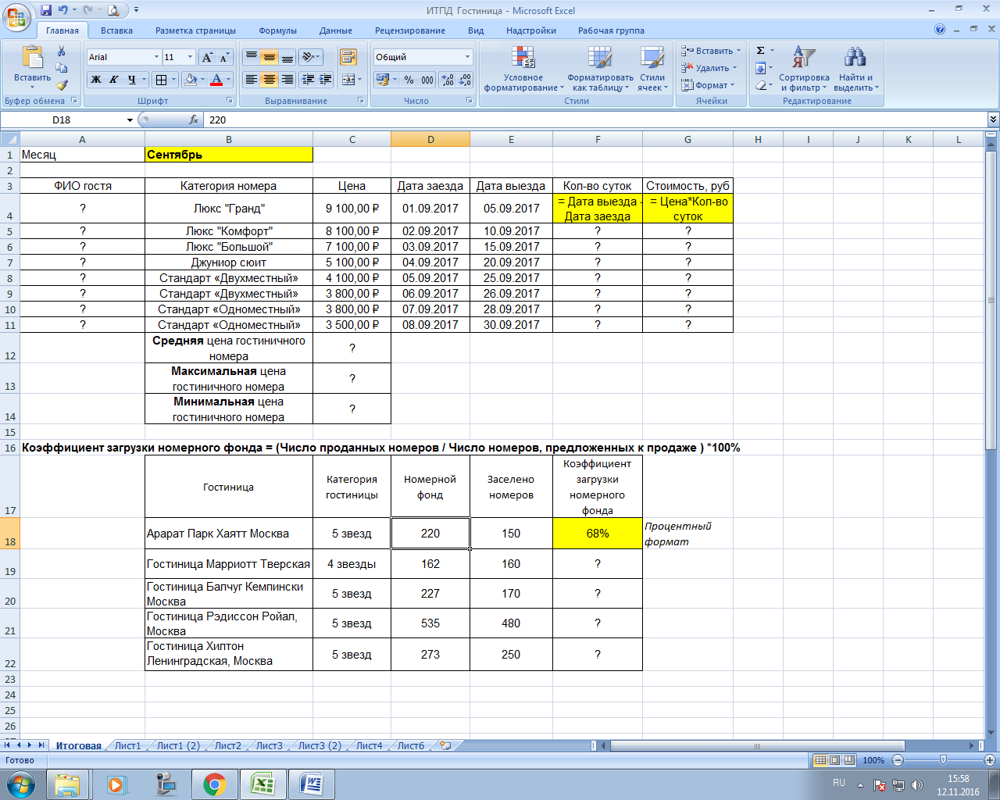 ИТПД Гостиница - Microsoft Excel
Главная Вставка Разметка страницы Формулы Данные Рецензирование Вид Надстройки Рабочая группа
Вставить
Буфер обмена
Arial 11
Ж К Ч
Шрифт
Выравнивание
Общий
% 000
Число
Условное форматирование
Форматировать как таблицу
Стили ячеек
Стили
Вставить
Удалить
Формат
Ячейки
Сортировка и фильтр
Найти и выделить
Редактирование
D18 fx 220
A B C D E F G H I J K L
1 Месяц Сентябрь
2
3 ФИО гостя Категория номера Цена Дата заезда Дата выезда Кол-во суток Стоимость, руб
4 ? Люкс "Гранд" 9 100,00 ₽ 01.09.2017 05.09.2017 = Дата выезда - Дата заезда = Цена*Кол-во суток
5 ? Люкс "Комфорт" 8 100,00 ₽ 02.09.2017 10.09.2017 ? ?
6 ? Люкс "Большой" 7 100,00 ₽ 03.09.2017 15.09.2017 ? ?
7 ? Джуниор сюит 5 100,00 ₽ 04.09.2017 20.09.2017 ? ?
8 ? Стандарт «Двухместный» 4 100,00 ₽ 05.09.2017 25.09.2017 ? ?
9 ? Стандарт «Двухместный» 3 800,00 ₽ 06.09.2017 26.09.2017 ? ?
10 ? Стандарт «Одноместный» 3 800,00 ₽ 07.09.2017 28.09.2017 ? ?
11 ? Стандарт «Одноместный» 3 500,00 ₽ 08.09.2017 30.09.2017 ? ?
12 Средняя цена гостиничного номера ?
13 Максимальная цена гостиничного номера ?
14 Минимальная цена гостиничного номера ?
15
16 Коэффициент загрузки номерного фонда = (Число проданных номеров / Число номеров, предложенных к продаже ) *100%
17 Гостиница Категория гостиницы Номерной фонд Заселено номеров Коэффициент загрузки номерного фонда
18 Арарат Парк Хаятт Москва 5 звезд 220 150 68% Процентный формат
19 Гостиница Марриотт Тверская 4 звезды 162 160 ?
20 Гостиница Балчуг Кемпински Москва 5 звезд 227 170 ?
21 Гостиница Рэдиссон Ройал, Москва 5 звезд 535 480 ?
22 Гостиница Хилтон Ленинградская, Москва 5 звезд 273 250 ?
23
24
25
26
Итоговая Лист1 Лист1 (2) Лист2 Лист3 Лист3 (2) Лист4 Лист6
Готово 100%
RU 15:58
12.11.2016